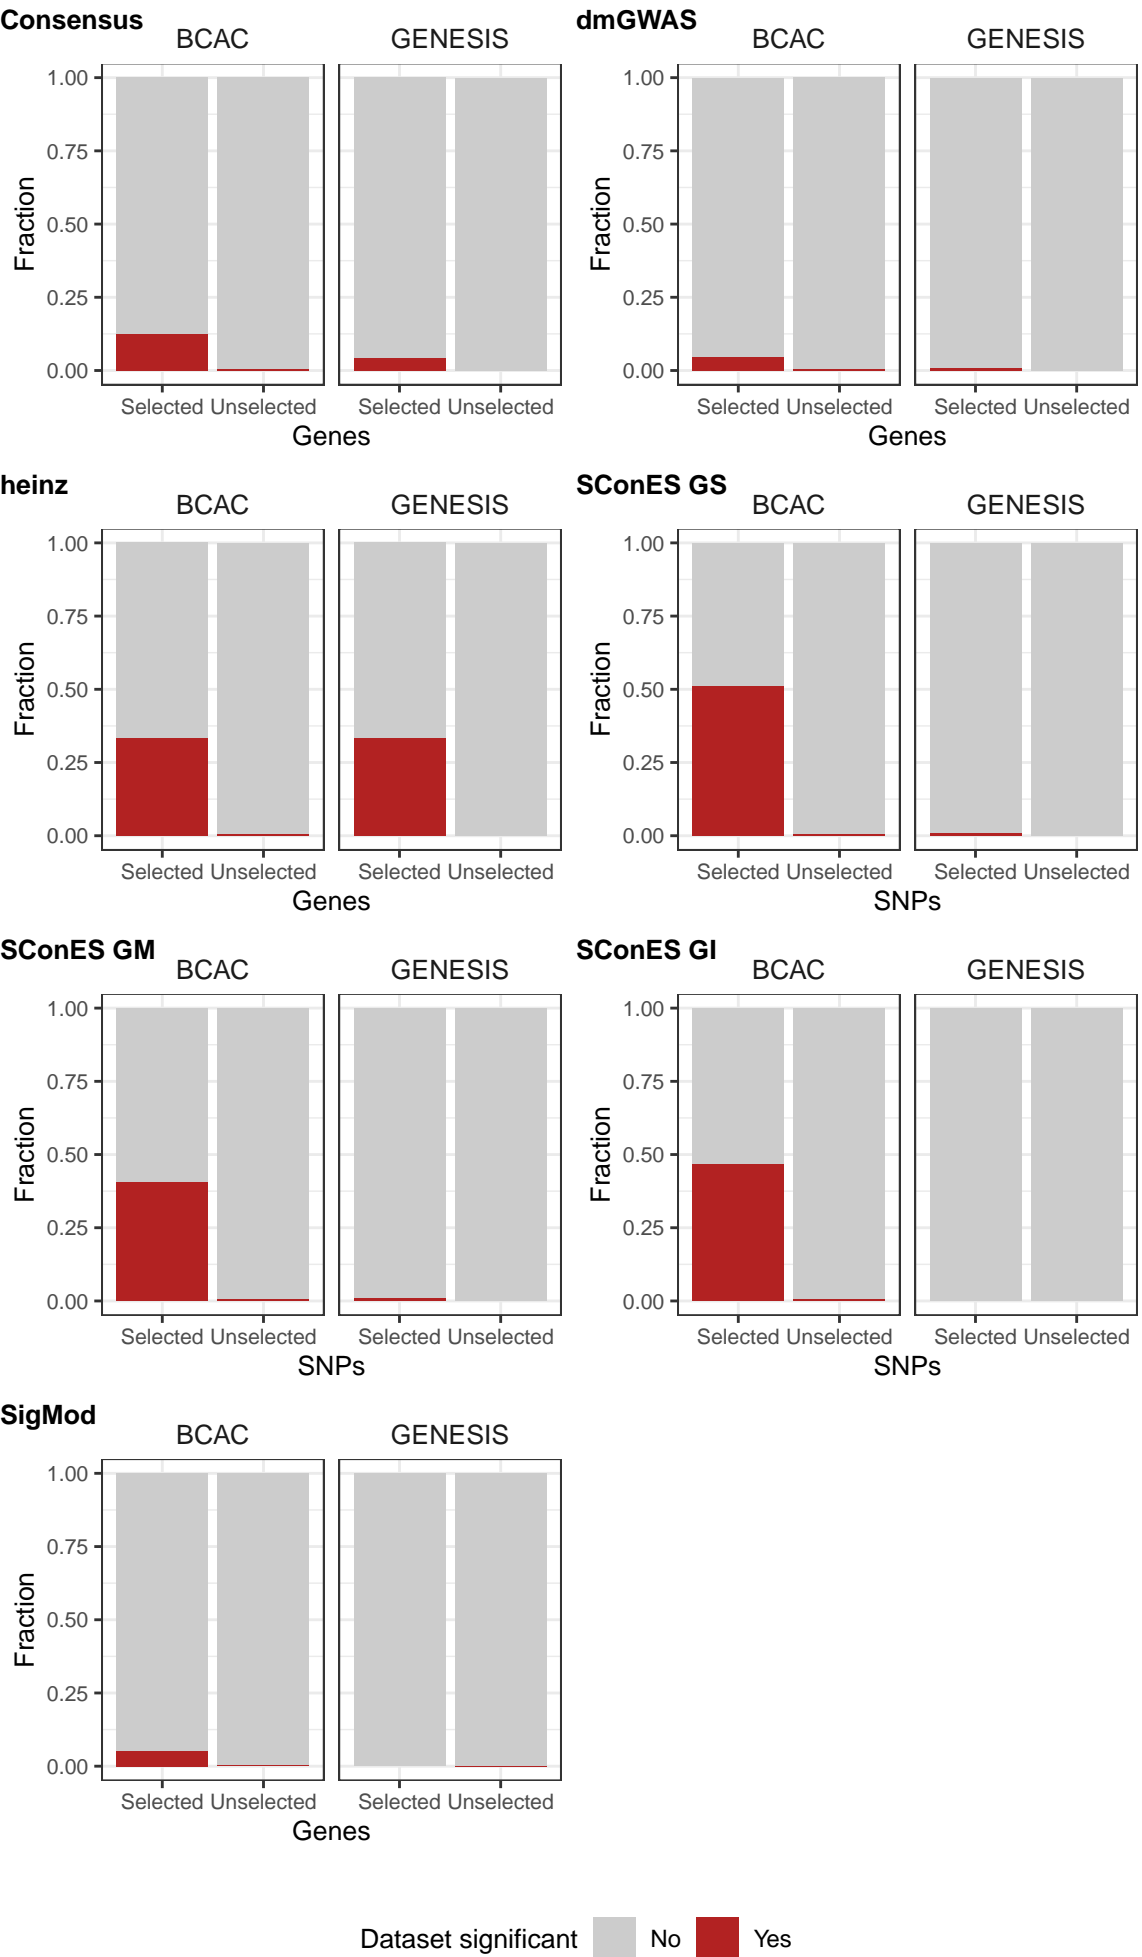 Consensus
BCAC GENESIS
1.00
0.75
0.50
0.25
0.00
Fraction
Selected Unselected Selected Unselected
Genes
dmGWAS
BCAC GENESIS
1.00
0.75
0.50
0.25
0.00
Fraction
Selected Unselected Selected Unselected
Genes
heinz
BCAC GENESIS
1.00
0.75
0.50
0.25
0.00
Fraction
Selected Unselected Selected Unselected
Genes
SConES GS
BCAC GENESIS
1.00
0.75
0.50
0.25
0.00
Fraction
Selected Unselected Selected Unselected
SNPs
SConES GM
BCAC GENESIS
1.00
0.75
0.50
0.25
0.00
Fraction
Selected Unselected Selected Unselected
SNPs
SConES GI
BCAC GENESIS
1.00
0.75
0.50
0.25
0.00
Fraction
Selected Unselected Selected Unselected
SNPs
SigMod
BCAC GENESIS
1.00
0.75
0.50
0.25
0.00
Fraction
Selected Unselected Selected Unselected
Genes
Dataset significant No Yes